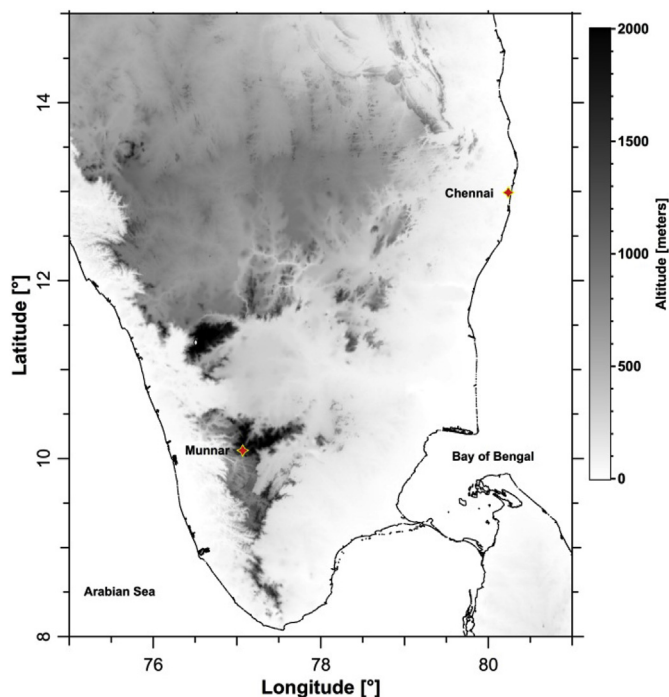 2000
14
1500
Chennai
Altitude [meters]
1000
Latitude [°]
12
500
Munnar
10
Bay of Bengal
0
Arabian Sea
8
76
78
80
Longitude [°]